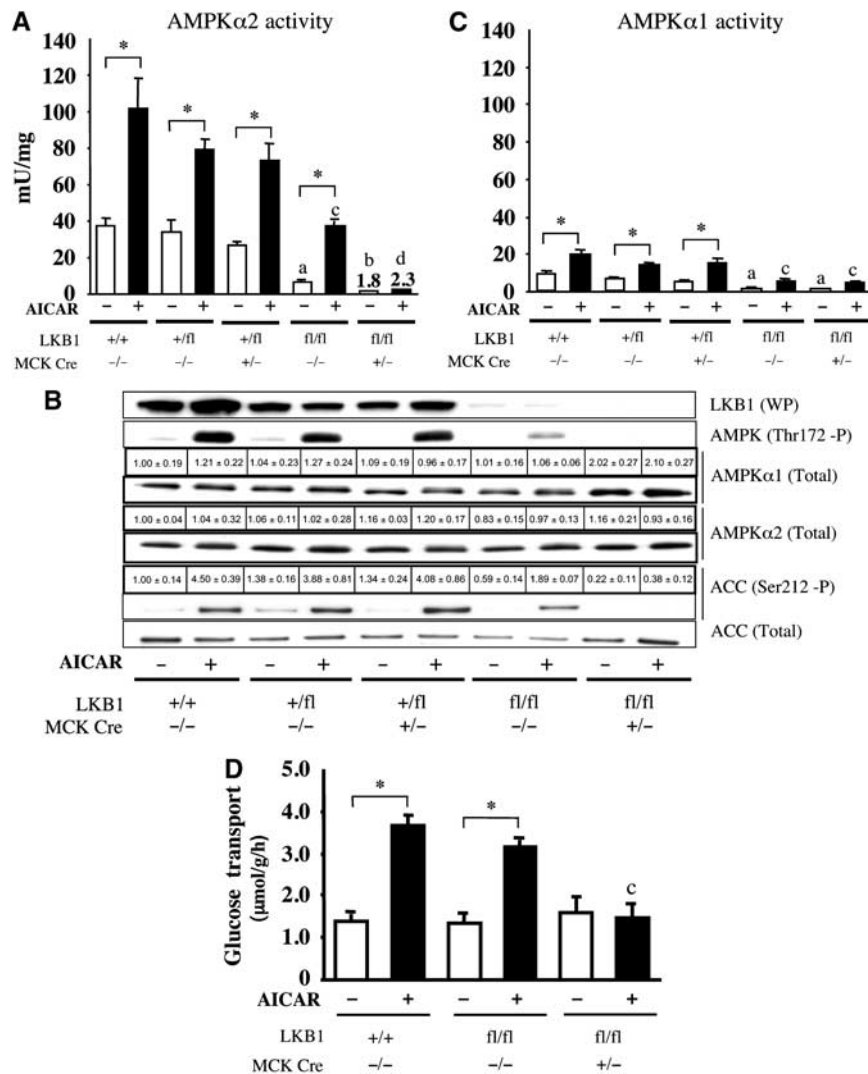 A AMPKα2 activity
140
120
100
80
60
40
20
0
mU/mg
* * * *
a c b d
1.8 2.3
AICAR − + − + − + − + − +
LKB1 +/+ +/fl +/fl fl/fl fl/fl
MCK Cre −/− −/− +/− −/− +/−
C AMPKα1 activity
140
120
100
80
60
40
20
0
* * *
a c a c
− + − + − + − + − +
LKB1 +/+ +/fl +/fl fl/fl fl/fl
MCK Cre −/− −/− +/− −/− +/−
B
LKB1 (WP)
AMPK (Thr172 -P)
1.00 ± 0.19 1.21 ± 0.22 1.04 ± 0.23 1.27 ± 0.24 1.09 ± 0.19 0.96 ± 0.17 1.01 ± 0.16 1.06 ± 0.06 2.02 ± 0.27 2.10 ± 0.27
AMPKα1 (Total)
1.00 ± 0.04 1.04 ± 0.32 1.06 ± 0.11 1.02 ± 0.28 1.16 ± 0.03 1.20 ± 0.17 0.83 ± 0.15 0.97 ± 0.13 1.16 ± 0.21 0.93 ± 0.16
AMPKα2 (Total)
1.00 ± 0.14 4.50 ± 0.39 1.38 ± 0.16 3.88 ± 0.81 1.34 ± 0.24 4.08 ± 0.86 0.59 ± 0.14 1.89 ± 0.07 0.22 ± 0.11 0.38 ± 0.12
ACC (Ser212 -P)
ACC (Total)
AICAR − + − + − + − + − +
LKB1 +/+ +/fl +/fl fl/fl fl/fl
MCK Cre −/− −/− +/− −/− +/−
D
5.0
4.0
3.0
2.0
1.0
0
Glucose transport
(μmol/g/h)
* *
c
AICAR − + − + − +
LKB1 +/+ fl/fl fl/fl
MCK Cre −/− −/− +/−